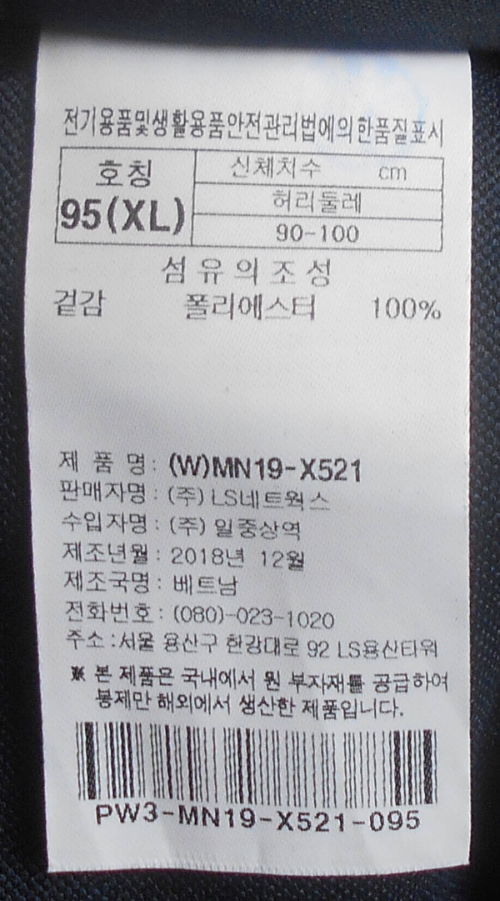 전기용품및생활용품안전관리법에의한품질표시
호칭
95(XL)
신체치수 cm
허리둘레
90-100
섬유의조성
겉감 폴리에스터 100%
제 품 명 : (W)MN19-X521
판매자명 : (주) LS네트웍스
수입자명 : (주) 일중상역
제조년월 : 2018년 12월
제조국명 : 베트남
전화번호 : (080)-023-1020
주소 : 서울 용산구 한강대로 92 LS용산타워
※ 본 제품은 국내에서 원 부자재를 공급하여
봉제만 해외에서 생산한 제품입니다.
PW3-MN19-X521-095